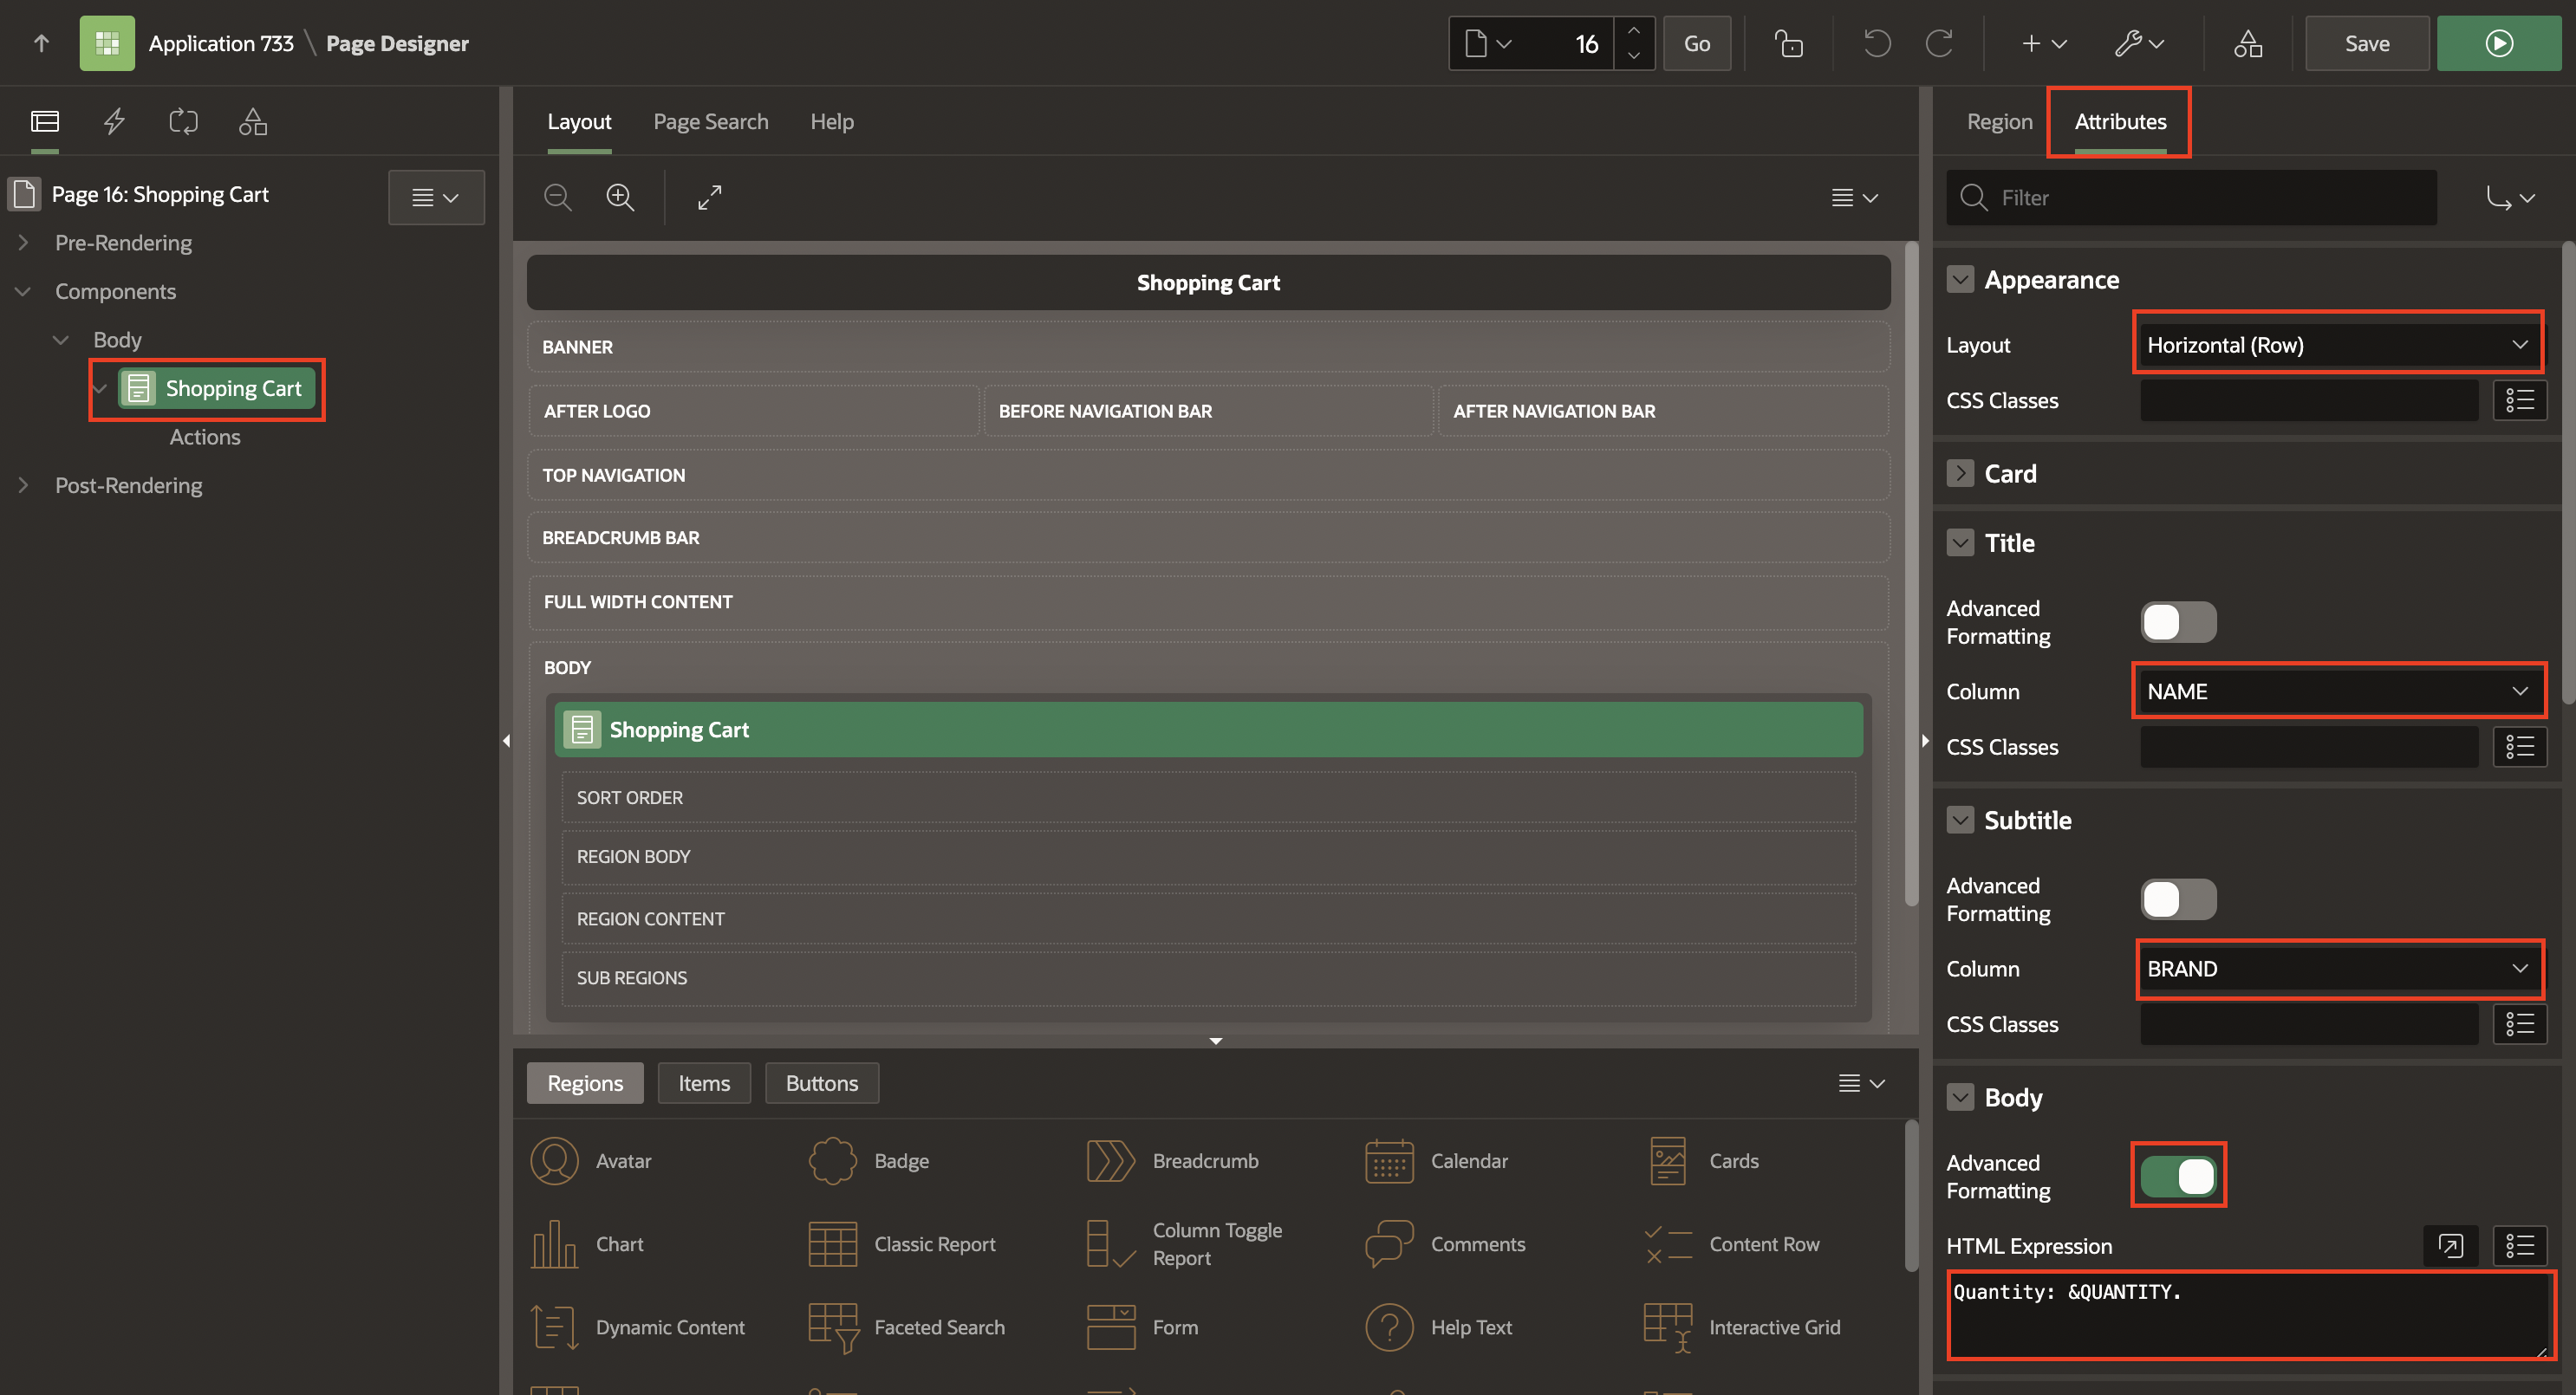 Application 733 \ Page Designer
16
Go
Save
Layout
Page Search
Help
Region
Attributes
Page 16: Shopping Cart
Pre-Rendering
Components
Body
Shopping Cart
Actions
Post-Rendering
Shopping Cart
BANNER
AFTER LOGO
BEFORE NAVIGATION BAR
AFTER NAVIGATION BAR
TOP NAVIGATION
BREADCRUMB BAR
FULL WIDTH CONTENT
BODY
Shopping Cart
SORT ORDER
REGION BODY
REGION CONTENT
SUB REGIONS
Regions
Items
Buttons
Avatar
Badge
Breadcrumb
Calendar
Cards
Chart
Classic Report
Column Toggle
Report
Comments
Content Row
Dynamic Content
Faceted Search
Form
Help Text
Interactive Grid
Filter
Appearance
Layout
Horizontal (Row)
CSS Classes
Card
Title
Advanced
Formatting
Column
NAME
CSS Classes
Subtitle
Advanced
Formatting
Column
BRAND
CSS Classes
Body
Advanced
Formatting
HTML Expression
Quantity: &QUANTITY.